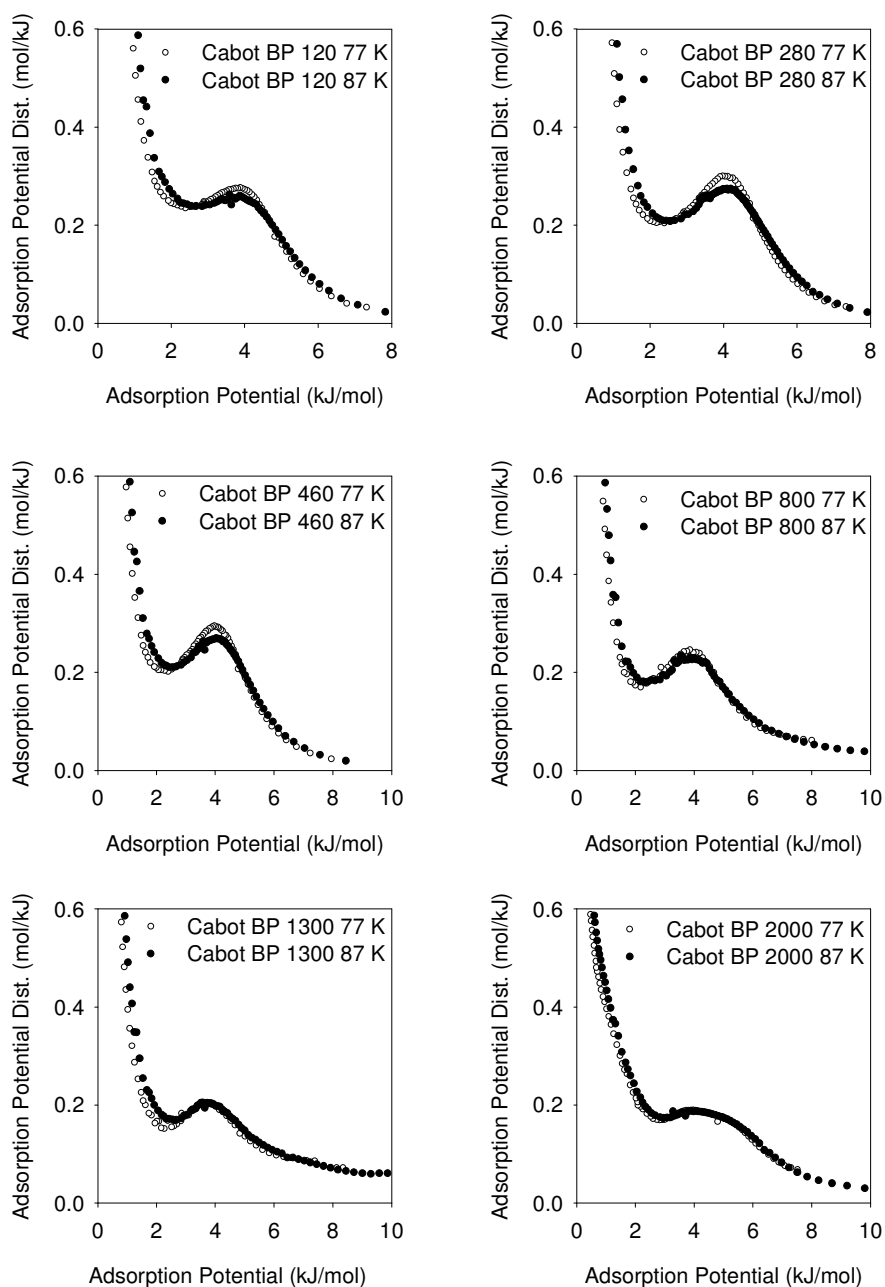 Adsorption Potential Dist. (mol/kJ)
0.6
0.4
0.2
0.0
Cabot BP 120 77 K
Cabot BP 120 87 K
0 2 4 6 8
Adsorption Potential (kJ/mol)
Adsorption Potential Dist. (mol/kJ)
0.6
0.4
0.2
0.0
Cabot BP 280 77 K
Cabot BP 280 87 K
0 2 4 6 8
Adsorption Potential (kJ/mol)
Adsorption Potential Dist. (mol/kJ)
0.6
0.4
0.2
0.0
Cabot BP 460 77 K
Cabot BP 460 87 K
0 2 4 6 8 10
Adsorption Potential (kJ/mol)
Adsorption Potential Dist. (mol/kJ)
0.6
0.4
0.2
0.0
Cabot BP 800 77 K
Cabot BP 800 87 K
0 2 4 6 8 10
Adsorption Potential (kJ/mol)
Adsorption Potential Dist. (mol/kJ)
0.6
0.4
0.2
0.0
Cabot BP 1300 77 K
Cabot BP 1300 87 K
0 2 4 6 8 10
Adsorption Potential (kJ/mol)
Adsorption Potential Dist. (mol/kJ)
0.6
0.4
0.2
0.0
Cabot BP 2000 77 K
Cabot BP 2000 87 K
0 2 4 6 8 10
Adsorption Potential (kJ/mol)